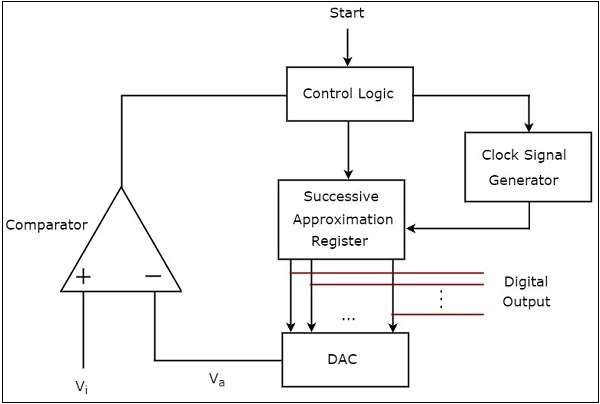 Start
Control Logic
Clock Signal
Generator
Successive
Approximation
Register
Comparator
+
−
Digital
Output
...
⋮
DAC
Vi
Va